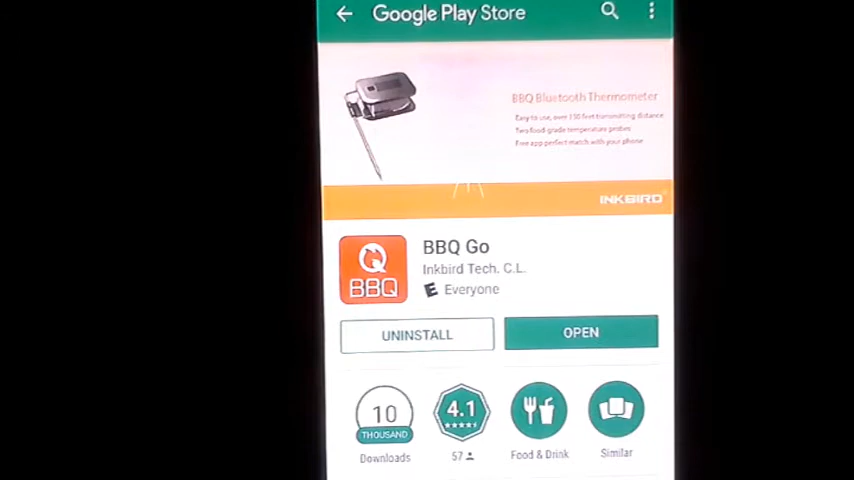 Google Play Store
BBQ Bluetooth Thermometer
Easy to use, over 150 feet transmitting distance
Two food-grade temperature probes
Free app perfect match with your phone
INKBIRD
BBQ Go
Inkbird Tech. C.L.
E Everyone
BBQ
UNINSTALL
OPEN
10
THOUSAND
Downloads
4.1
57
Food & Drink
Similar